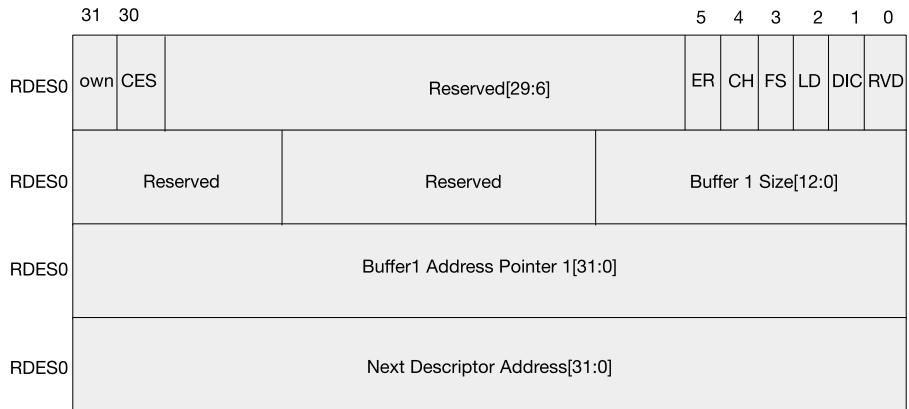 31 30 5 4 3 2 1 0
RDES0 own CES Reserved[29:6] ER CH FS LD DIC RVD
RDES0 Reserved Reserved Buffer 1 Size[12:0]
RDES0 Buffer1 Address Pointer 1[31:0]
RDES0 Next Descriptor Address[31:0]